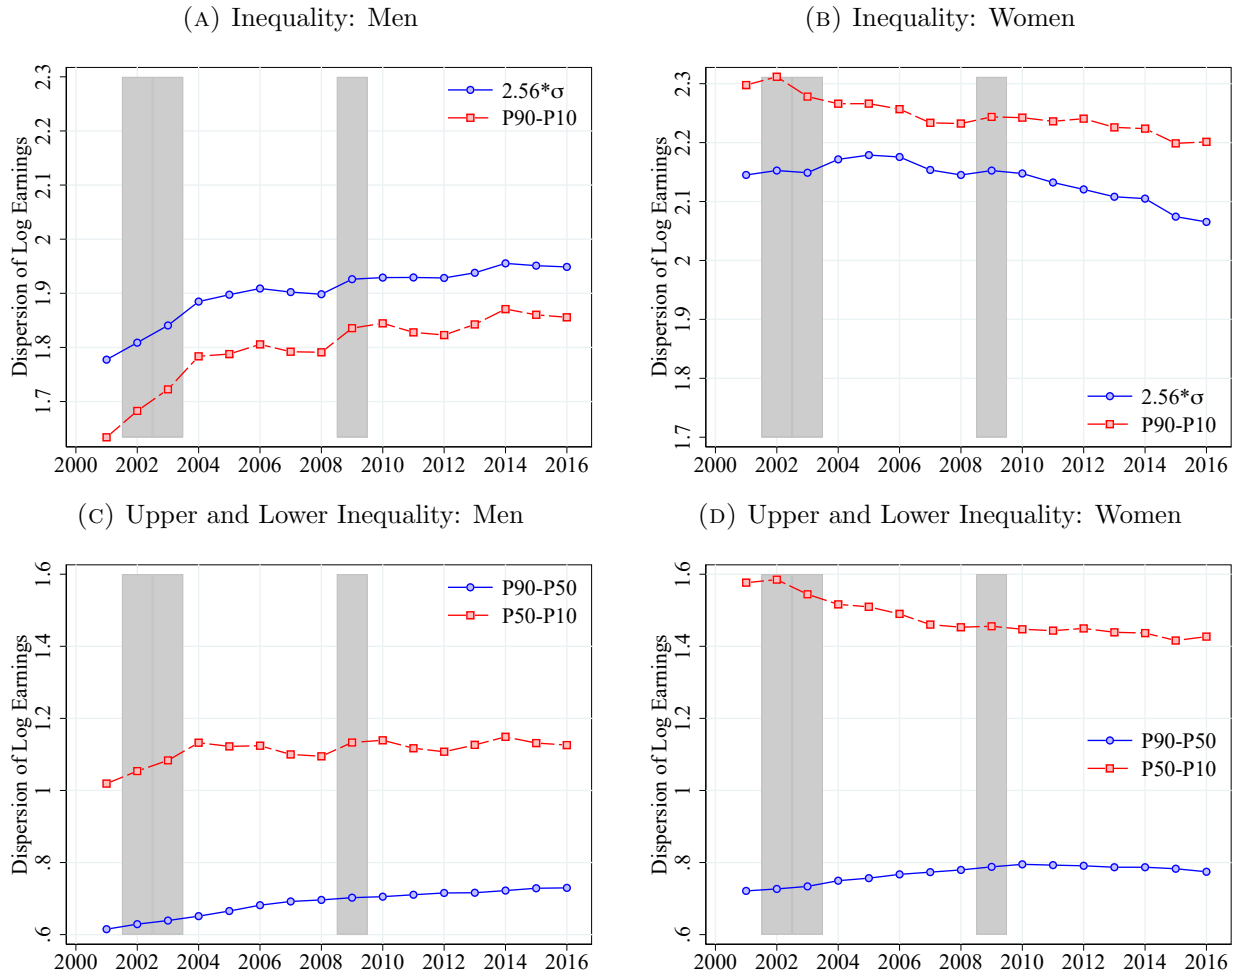 (A) Inequality: Men
Dispersion of Log Earnings
2.3
2.2
2.1
2
1.9
1.8
1.7
2.56*σ
P90-P10
2000 2002 2004 2006 2008 2010 2012 2014 2016
(B) Inequality: Women
Dispersion of Log Earnings
2.3
2.2
2.1
2
1.9
1.8
1.7
2.56*σ
P90-P10
2000 2002 2004 2006 2008 2010 2012 2014 2016
(C) Upper and Lower Inequality: Men
Dispersion of Log Earnings
1.6
1.4
1.2
1
.8
.6
P90-P50
P50-P10
2000 2002 2004 2006 2008 2010 2012 2014 2016
(D) Upper and Lower Inequality: Women
Dispersion of Log Earnings
1.6
1.4
1.2
1
.8
.6
P90-P50
P50-P10
2000 2002 2004 2006 2008 2010 2012 2014 2016